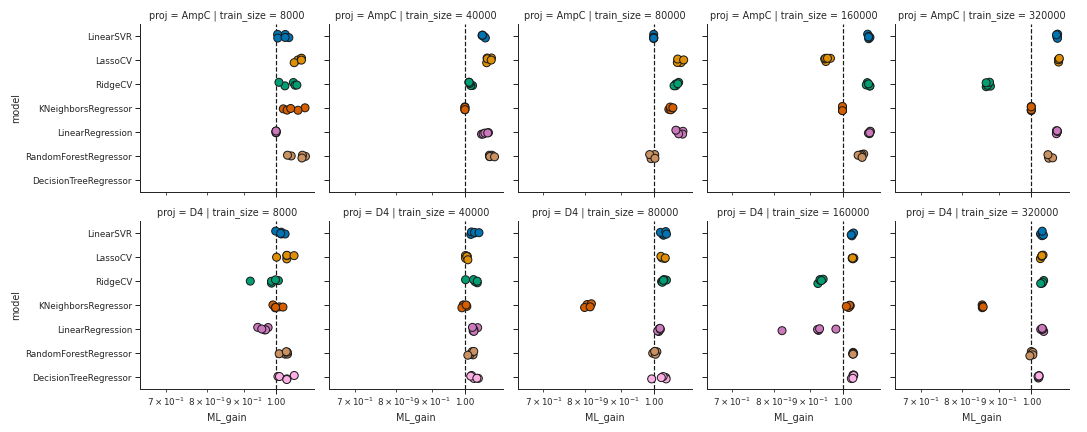 proj = AmpC | train_size = 8000
proj = AmpC | train_size = 40000
proj = AmpC | train_size = 80000
proj = AmpC | train_size = 160000
proj = AmpC | train_size = 320000
model
LinearSVR
LassoCV
RidgeCV
KNeighborsRegressor
LinearRegression
RandomForestRegressor
DecisionTreeRegressor
proj = D4 | train_size = 8000
proj = D4 | train_size = 40000
proj = D4 | train_size = 80000
proj = D4 | train_size = 160000
proj = D4 | train_size = 320000
model
LinearSVR
LassoCV
RidgeCV
KNeighborsRegressor
LinearRegression
RandomForestRegressor
DecisionTreeRegressor
7 × 10⁻¹ 8 × 10⁻¹ 9 × 10⁻¹ 1.00
7 × 10⁻¹ 8 × 10⁻¹ 9 × 10⁻¹ 1.00
7 × 10⁻¹ 8 × 10⁻¹ 9 × 10⁻¹ 1.00
7 × 10⁻¹ 8 × 10⁻¹ 9 × 10⁻¹ 1.00
7 × 10⁻¹ 8 × 10⁻¹ 9 × 10⁻¹ 1.00
ML_gain
ML_gain
ML_gain
ML_gain
ML_gain